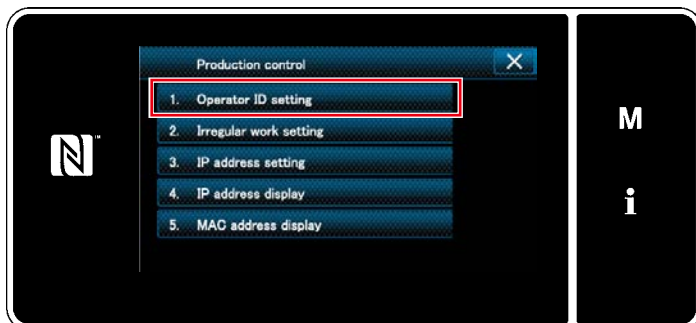 Production control
1. Operator ID setting
2. Irregular work setting
3. IP address setting
4. IP address display
5. MAC address display
N
M
i